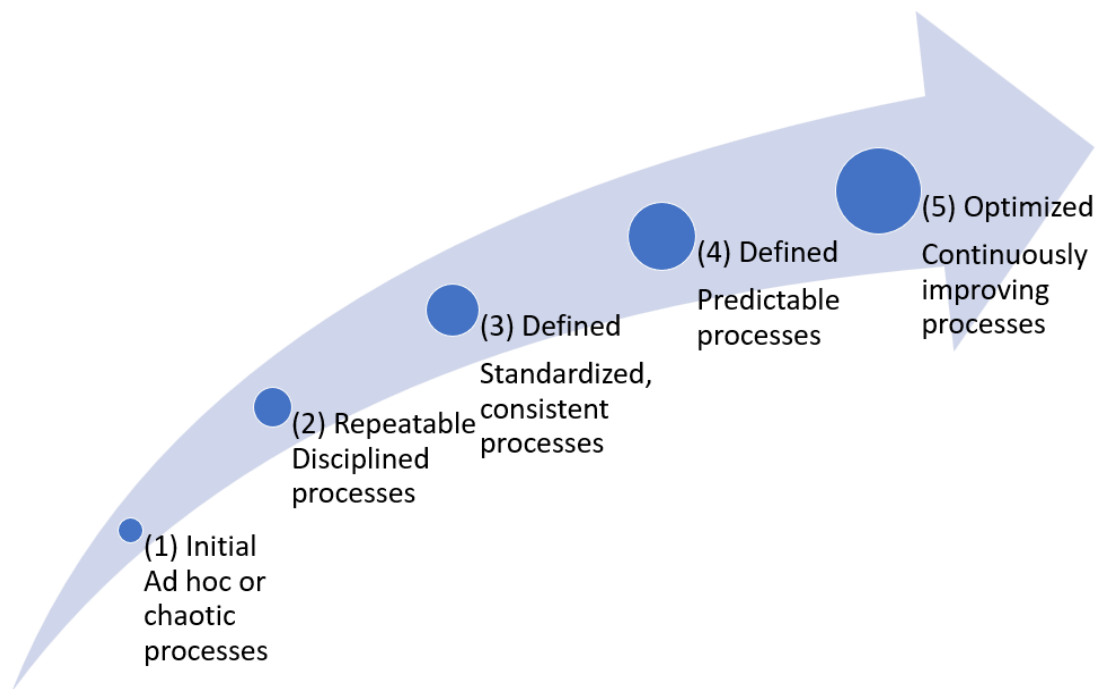 (1) Initial
Ad hoc or
chaotic
processes
(2) Repeatable
Disciplined
processes
(3) Defined
Standardized,
consistent
processes
(4) Defined
Predictable
processes
(5) Optimized
Continuously
improving
processes